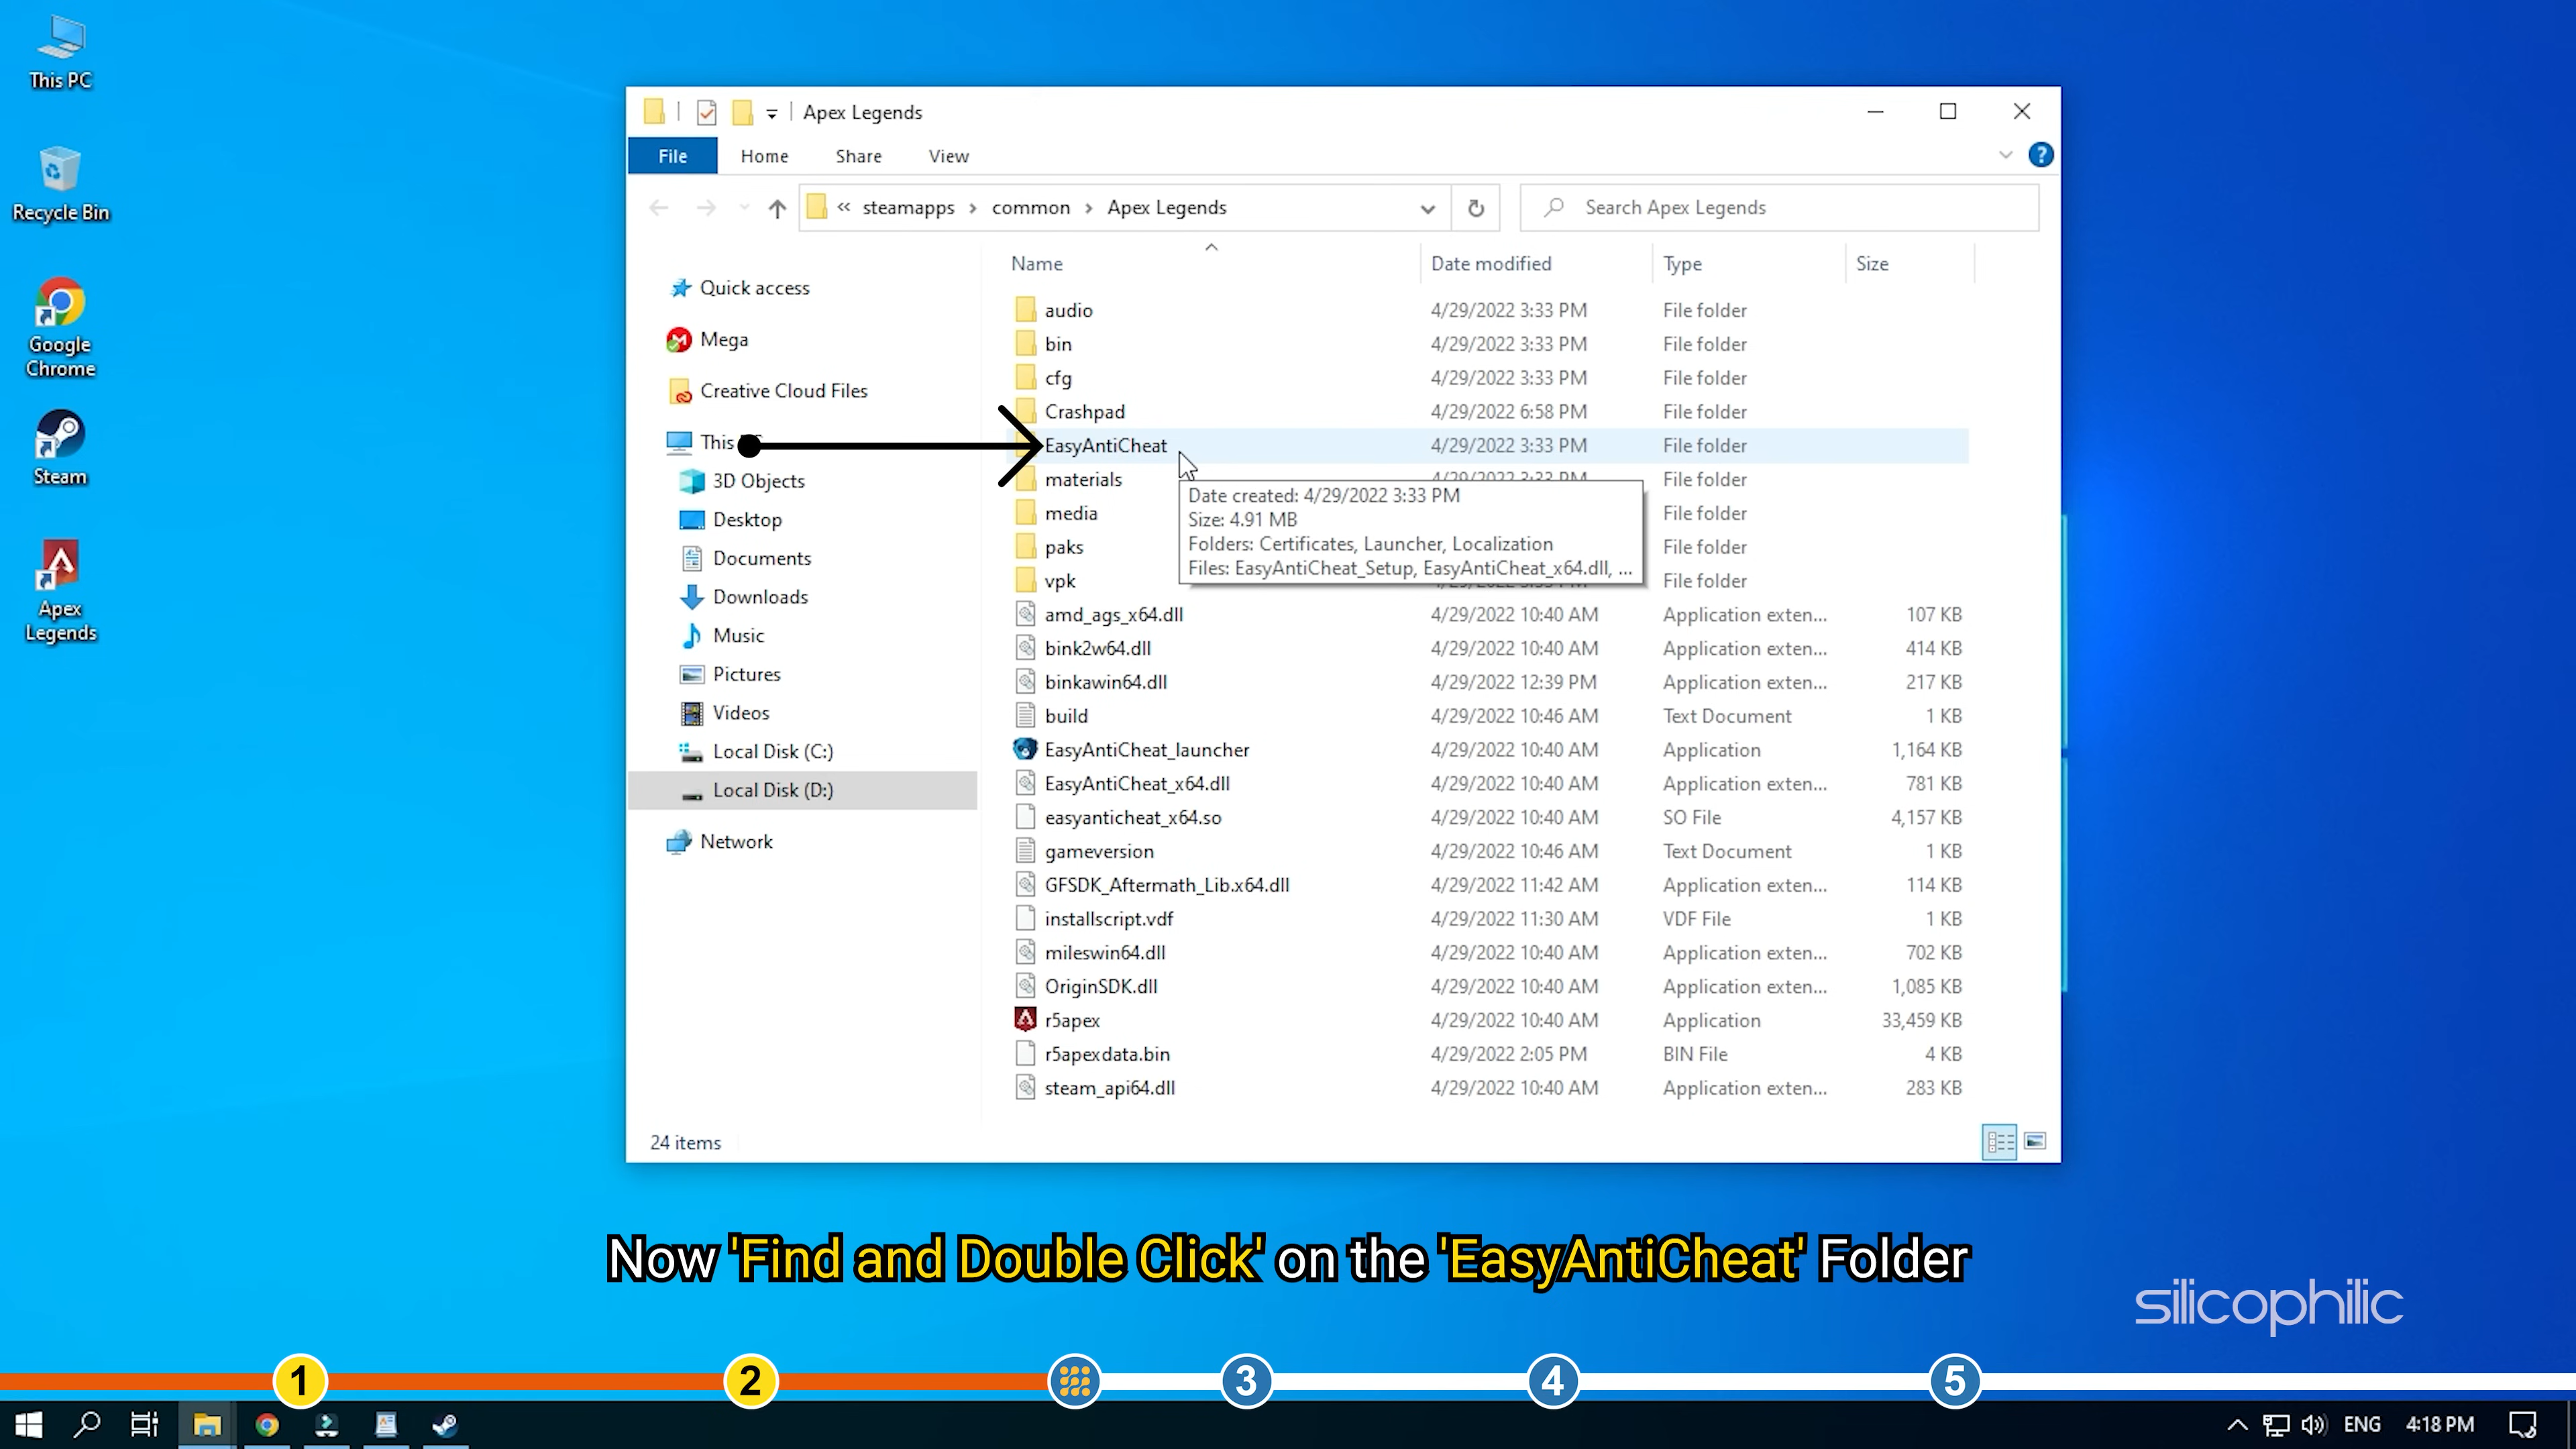 This PC
Recycle Bin
Google
Chrome
Steam
Apex
Legends
Apex Legends
File Home Share View
« steamapps › common › Apex Legends
Search Apex Legends
Quick access
Mega
Creative Cloud Files
This
3D Objects
Desktop
Documents
Downloads
Music
Pictures
Videos
Local Disk (C:)
Local Disk (D:)
Network
Name Date modified Type Size
audio 4/29/2022 3:33 PM File folder
bin 4/29/2022 3:33 PM File folder
cfg 4/29/2022 3:33 PM File folder
Crashpad 4/29/2022 6:58 PM File folder
EasyAntiCheat 4/29/2022 3:33 PM File folder
materials File folder
media File folder
paks File folder
vpk File folder
Date created: 4/29/2022 3:33 PM
Size: 4.91 MB
Folders: Certificates, Launcher, Localization
Files: EasyAntiCheat_Setup, EasyAntiCheat_x64.dll, ...
amd_ags_x64.dll 4/29/2022 10:40 AM Application exten... 107 KB
bink2w64.dll 4/29/2022 10:40 AM Application exten... 414 KB
binkawin64.dll 4/29/2022 12:39 PM Application exten... 217 KB
build 4/29/2022 10:46 AM Text Document 1 KB
EasyAntiCheat_launcher 4/29/2022 10:40 AM Application 1,164 KB
EasyAntiCheat_x64.dll 4/29/2022 10:40 AM Application exten... 781 KB
easyanticheat_x64.so 4/29/2022 10:40 AM SO File 4,157 KB
gameversion 4/29/2022 10:46 AM Text Document 1 KB
GFSDK_Aftermath_Lib.x64.dll 4/29/2022 11:42 AM Application exten... 114 KB
installscript.vdf 4/29/2022 11:30 AM VDF File 1 KB
mileswin64.dll 4/29/2022 10:40 AM Application exten... 702 KB
OriginSDK.dll 4/29/2022 10:40 AM Application exten... 1,085 KB
r5apex 4/29/2022 10:40 AM Application 33,459 KB
r5apexdata.bin 4/29/2022 2:05 PM BIN File 4 KB
steam_api64.dll 4/29/2022 10:40 AM Application exten... 283 KB
24 items
Now 'Find and Double Click' on the 'EasyAntiCheat' Folder
silicophilic
1 2 3 4 5
ENG 4:18 PM